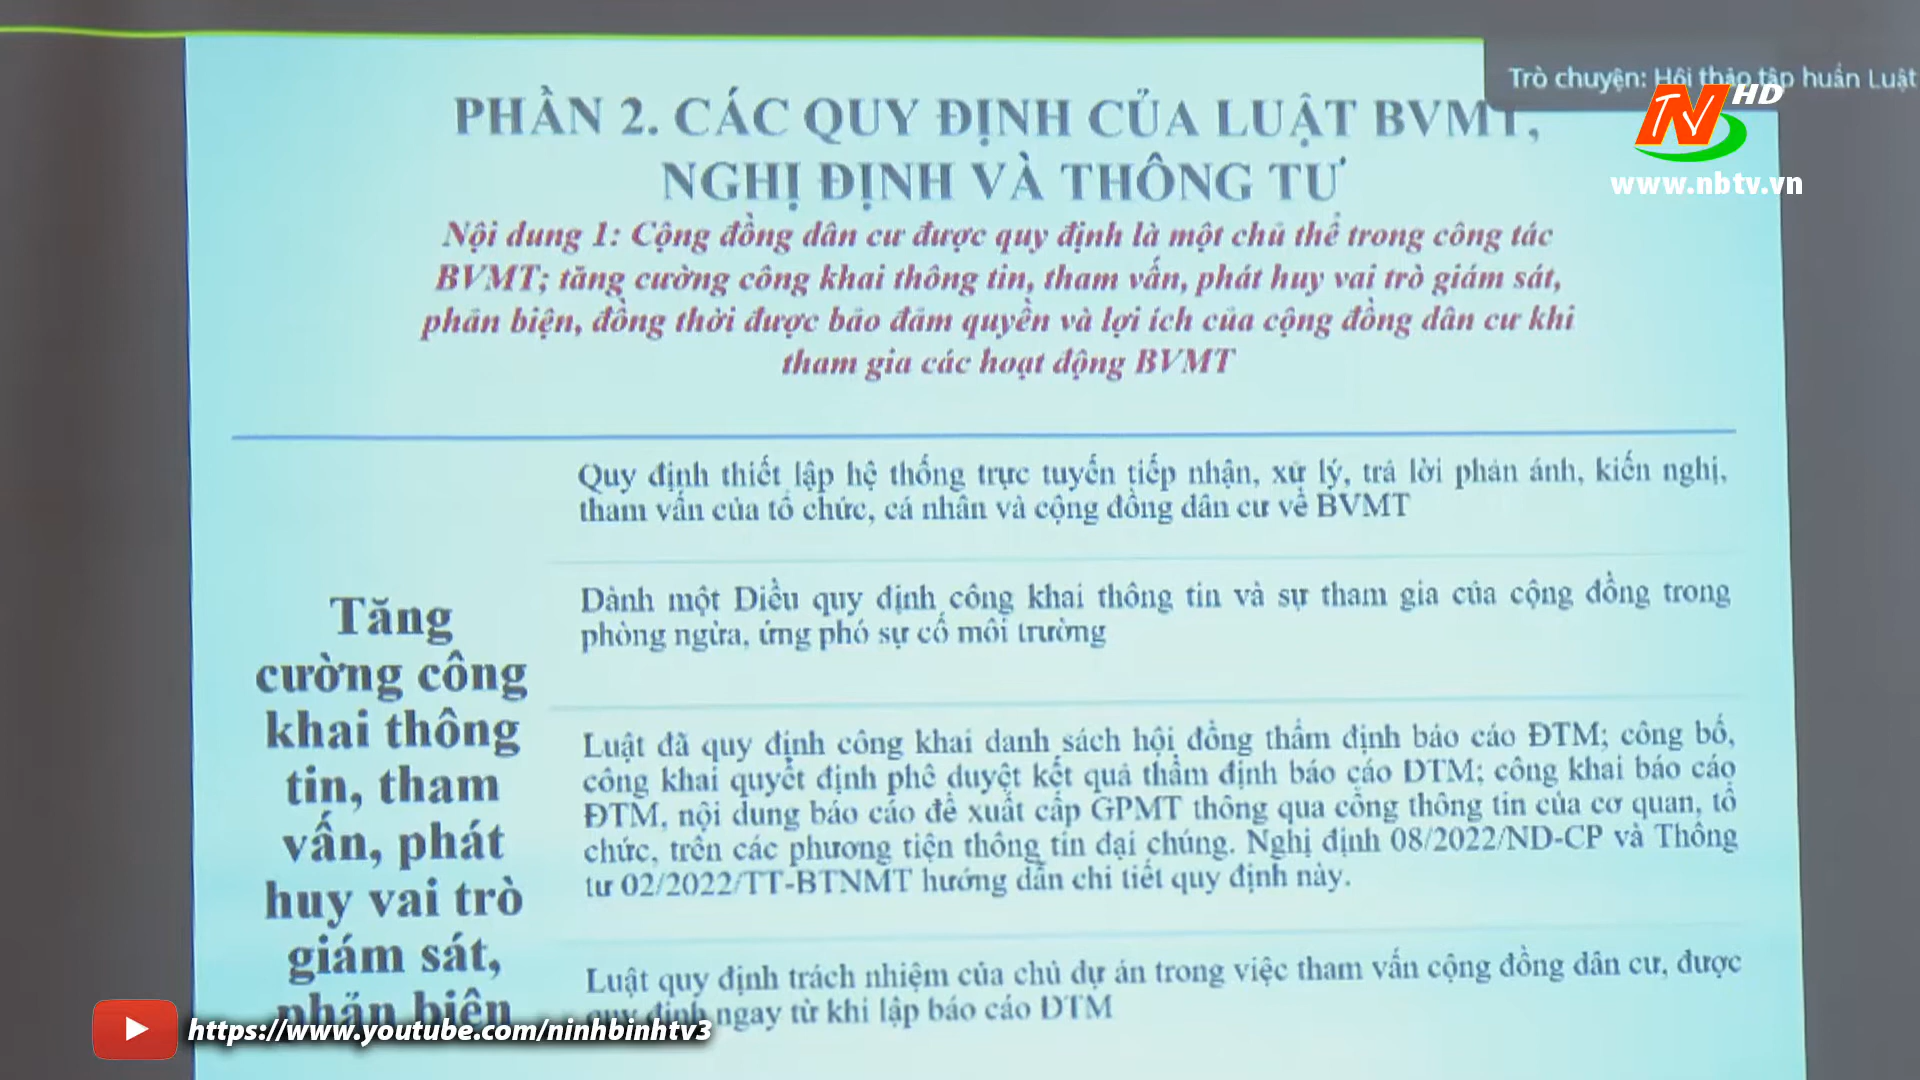 Trò chuyện: Hội thảo tập huấn Luật
HD
www.nbtv.vn
PHẦN 2. CÁC QUY ĐỊNH CỦA LUẬT BVMT,
NGHỊ ĐỊNH VÀ THÔNG TƯ
Nội dung 1: Cộng đồng dân cư được quy định là một chủ thể trong công tác
BVMT; tăng cường công khai thông tin, tham vấn, phát huy vai trò giám sát,
phản biện, đồng thời được bảo đảm quyền và lợi ích của cộng đồng dân cư khi
tham gia các hoạt động BVMT
Tăng
cường công
khai thông
tin, tham
vấn, phát
huy vai trò
giám sát,
phản biện
Quy định thiết lập hệ thống trực tuyến tiếp nhận, xử lý, trả lời phản ánh, kiến nghị,
tham vấn của tổ chức, cá nhân và cộng đồng dân cư về BVMT
Dành một Điều quy định công khai thông tin và sự tham gia của cộng đồng trong
phòng ngừa, ứng phó sự cố môi trường
Luật đã quy định công khai danh sách hội đồng thẩm định báo cáo ĐTM; công bố,
công khai quyết định phê duyệt kết quả thẩm định báo cáo ĐTM; công khai báo cáo
ĐTM, nội dung báo cáo đề xuất cấp GPMT thông qua cổng thông tin của cơ quan, tổ
chức, trên các phương tiện thông tin đại chúng. Nghị định 08/2022/NĐ-CP và Thông
tư 02/2022/TT-BTNMT hướng dẫn chi tiết quy định này.
Luật quy định trách nhiệm của chủ dự án trong việc tham vấn cộng đồng dân cư, được
quy định ngay từ khi lập báo cáo ĐTM
https://www.youtube.com/ninhbinhtv3